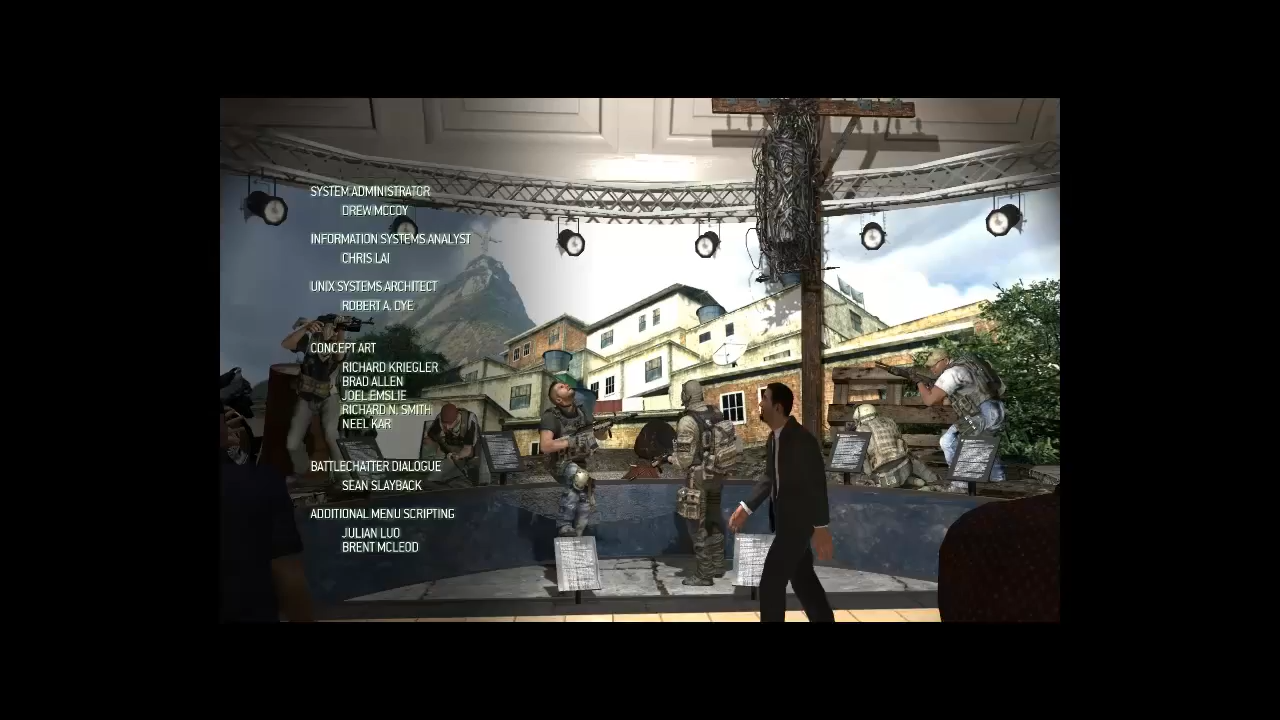 SYSTEM ADMINISTRATOR
DREW MCCOY
INFORMATION SYSTEMS ANALYST
CHRIS LAI
UNIX SYSTEMS ARCHITECT
ROBERT A. DYE
CONCEPT ART
RICHARD KRIEGLER
BRAD ALLEN
JOEL EMSLIE
RICHARD N. SMITH
NEEL KAR
BATTLECHATTER DIALOGUE
SEAN SLAYBACK
ADDITIONAL MENU SCRIPTING
JULIAN LUO
BRENT MCLEOD